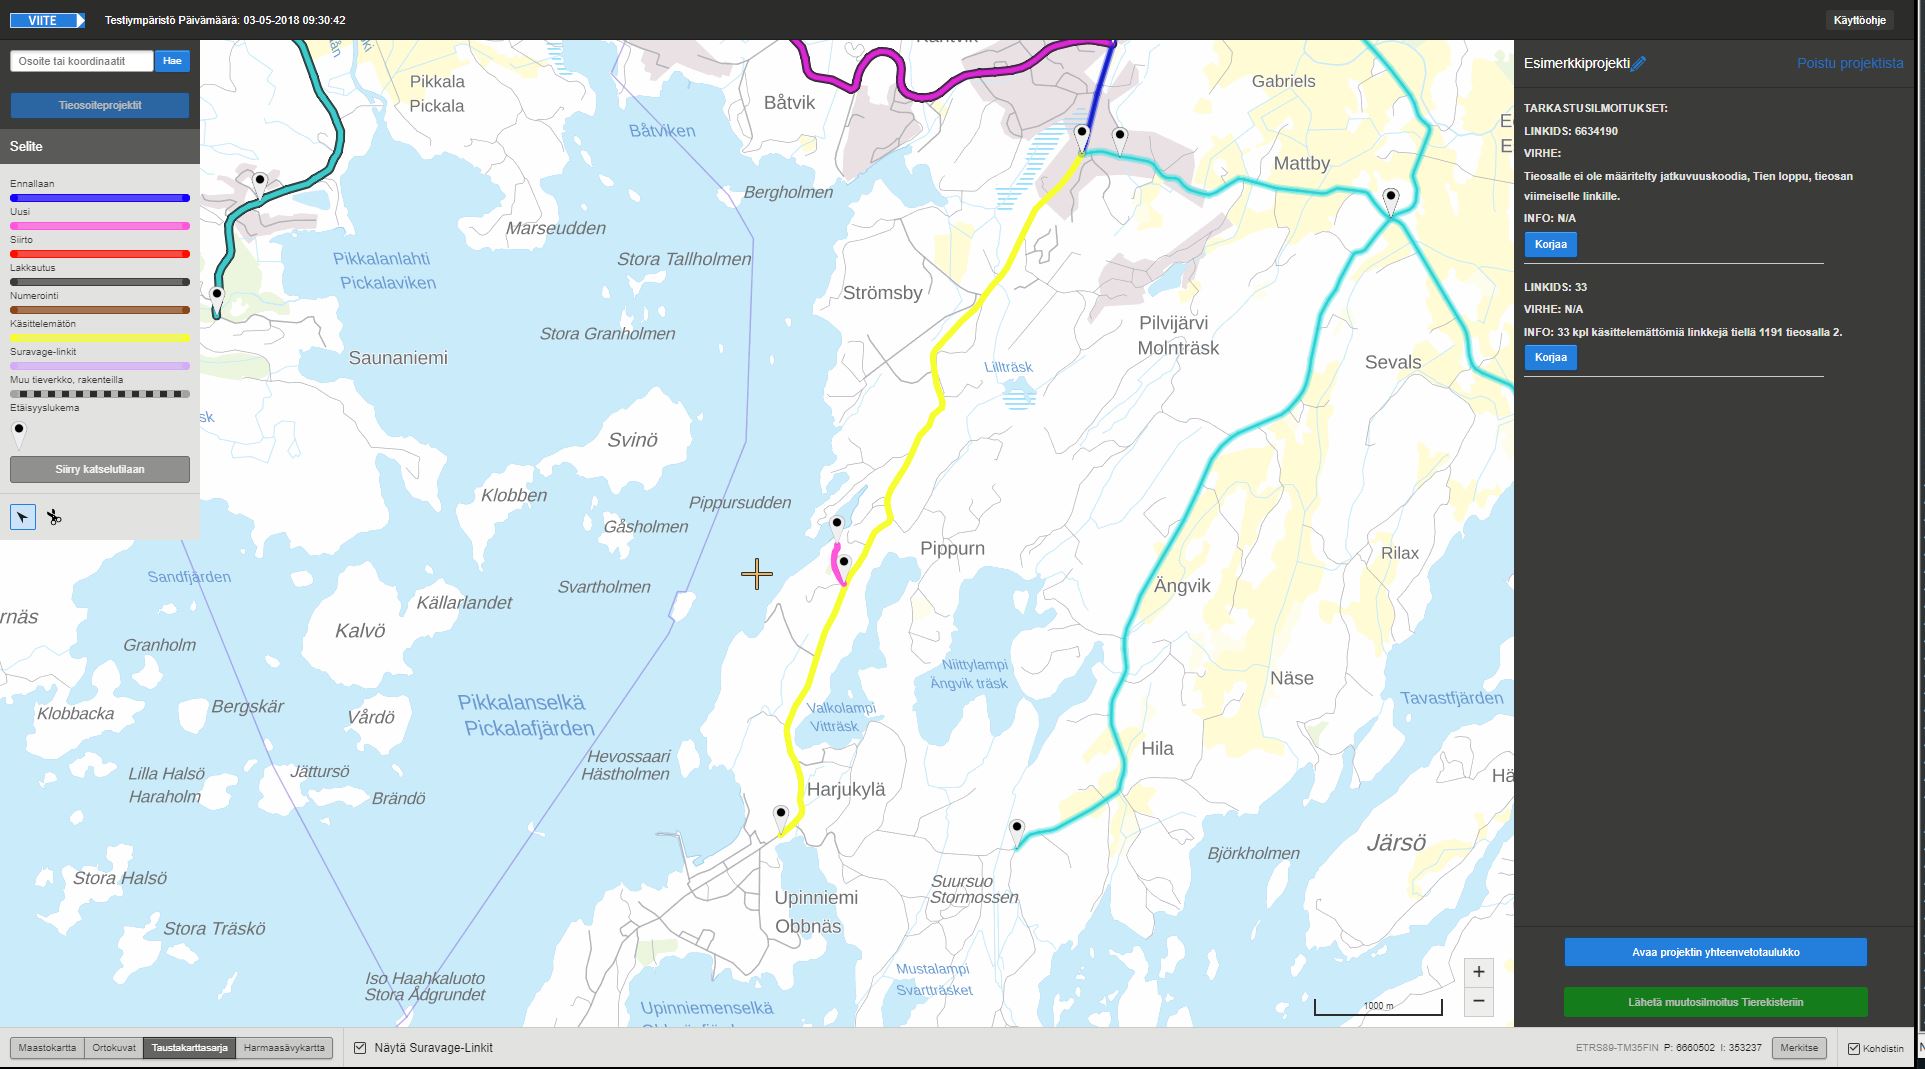 VIITE
Testiympäristö Päivämäärä: 03-05-2018 09:30:42
Käyttöohje
Osoite tai koordinaatit
Hae
Tieosoiteprojektit
Selite
Ennallaan
Uusi
Siirto
Lakkautus
Numerointi
Käsittelemätön
Suravage-linkit
Muu tieverkko, rakenteilla
Etäisyyslukema
Siirry katselutilaan
Pikkala
Pickala
Båtvik
Båtviken
Gabriels
Mattby
Bergholmen
Marseudden
Stora Tallholmen
Pikkalanlahti
Pickalaviken
Strömsby
Stora Granholmen
Pilvijärvi
Molnträsk
Saunaniemi
Lillträsk
Sevals
Svinö
Klobben
Pippursudden
Gåsholmen
Pippurn
Rilax
Sandfjärden
Svartholmen
Ängvik
Källarlandet
rnäs
Kalvö
Granholm
Niittylampi
Ängvik träsk
Näse
Tavastfjärden
Klobbacka
Bergskär
Vårdö
Pikkalanselkä
Pickalafjärden
Valkolampi
Vitträsk
Hila
Hevossaari
Hästholmen
Lilla Halsö
Haraholm
Jättursö
Brändö
Harjukylä
Hä
Järsö
Björkholmen
Stora Halsö
Suursuo
Stormossen
Upinniemi
Obbnäs
Stora Träskö
Iso Haahkaluoto
Stora Ådgrundet
Mustalampi
Svartträsket
Upinniemenselkä
1000 m
+
−
Esimerkkiprojekti
Poistu projektista
TARKASTUSILMOITUKSET:
LINKIDS: 6634190
VIRHE:
Tieosalle ei ole määritelty jatkuvuuskoodia, Tien loppu, tieosan
viimeiselle linkille.
INFO: N/A
Korjaa
LINKIDS: 33
VIRHE: N/A
INFO: 33 kpl käsittelemättömiä linkkejä tiellä 1191 tieosalla 2.
Korjaa
Avaa projektin yhteenvetotaulukko
Lähetä muutosilmoitus Tierekisteriin
Maastokartta
Ortokuvat
Taustakarttasarja
Harmaasävykartta
Näytä Suravage-Linkit
ETRS89-TM35FIN P: 6660502 I: 353237
Merkitse
Kohdistin